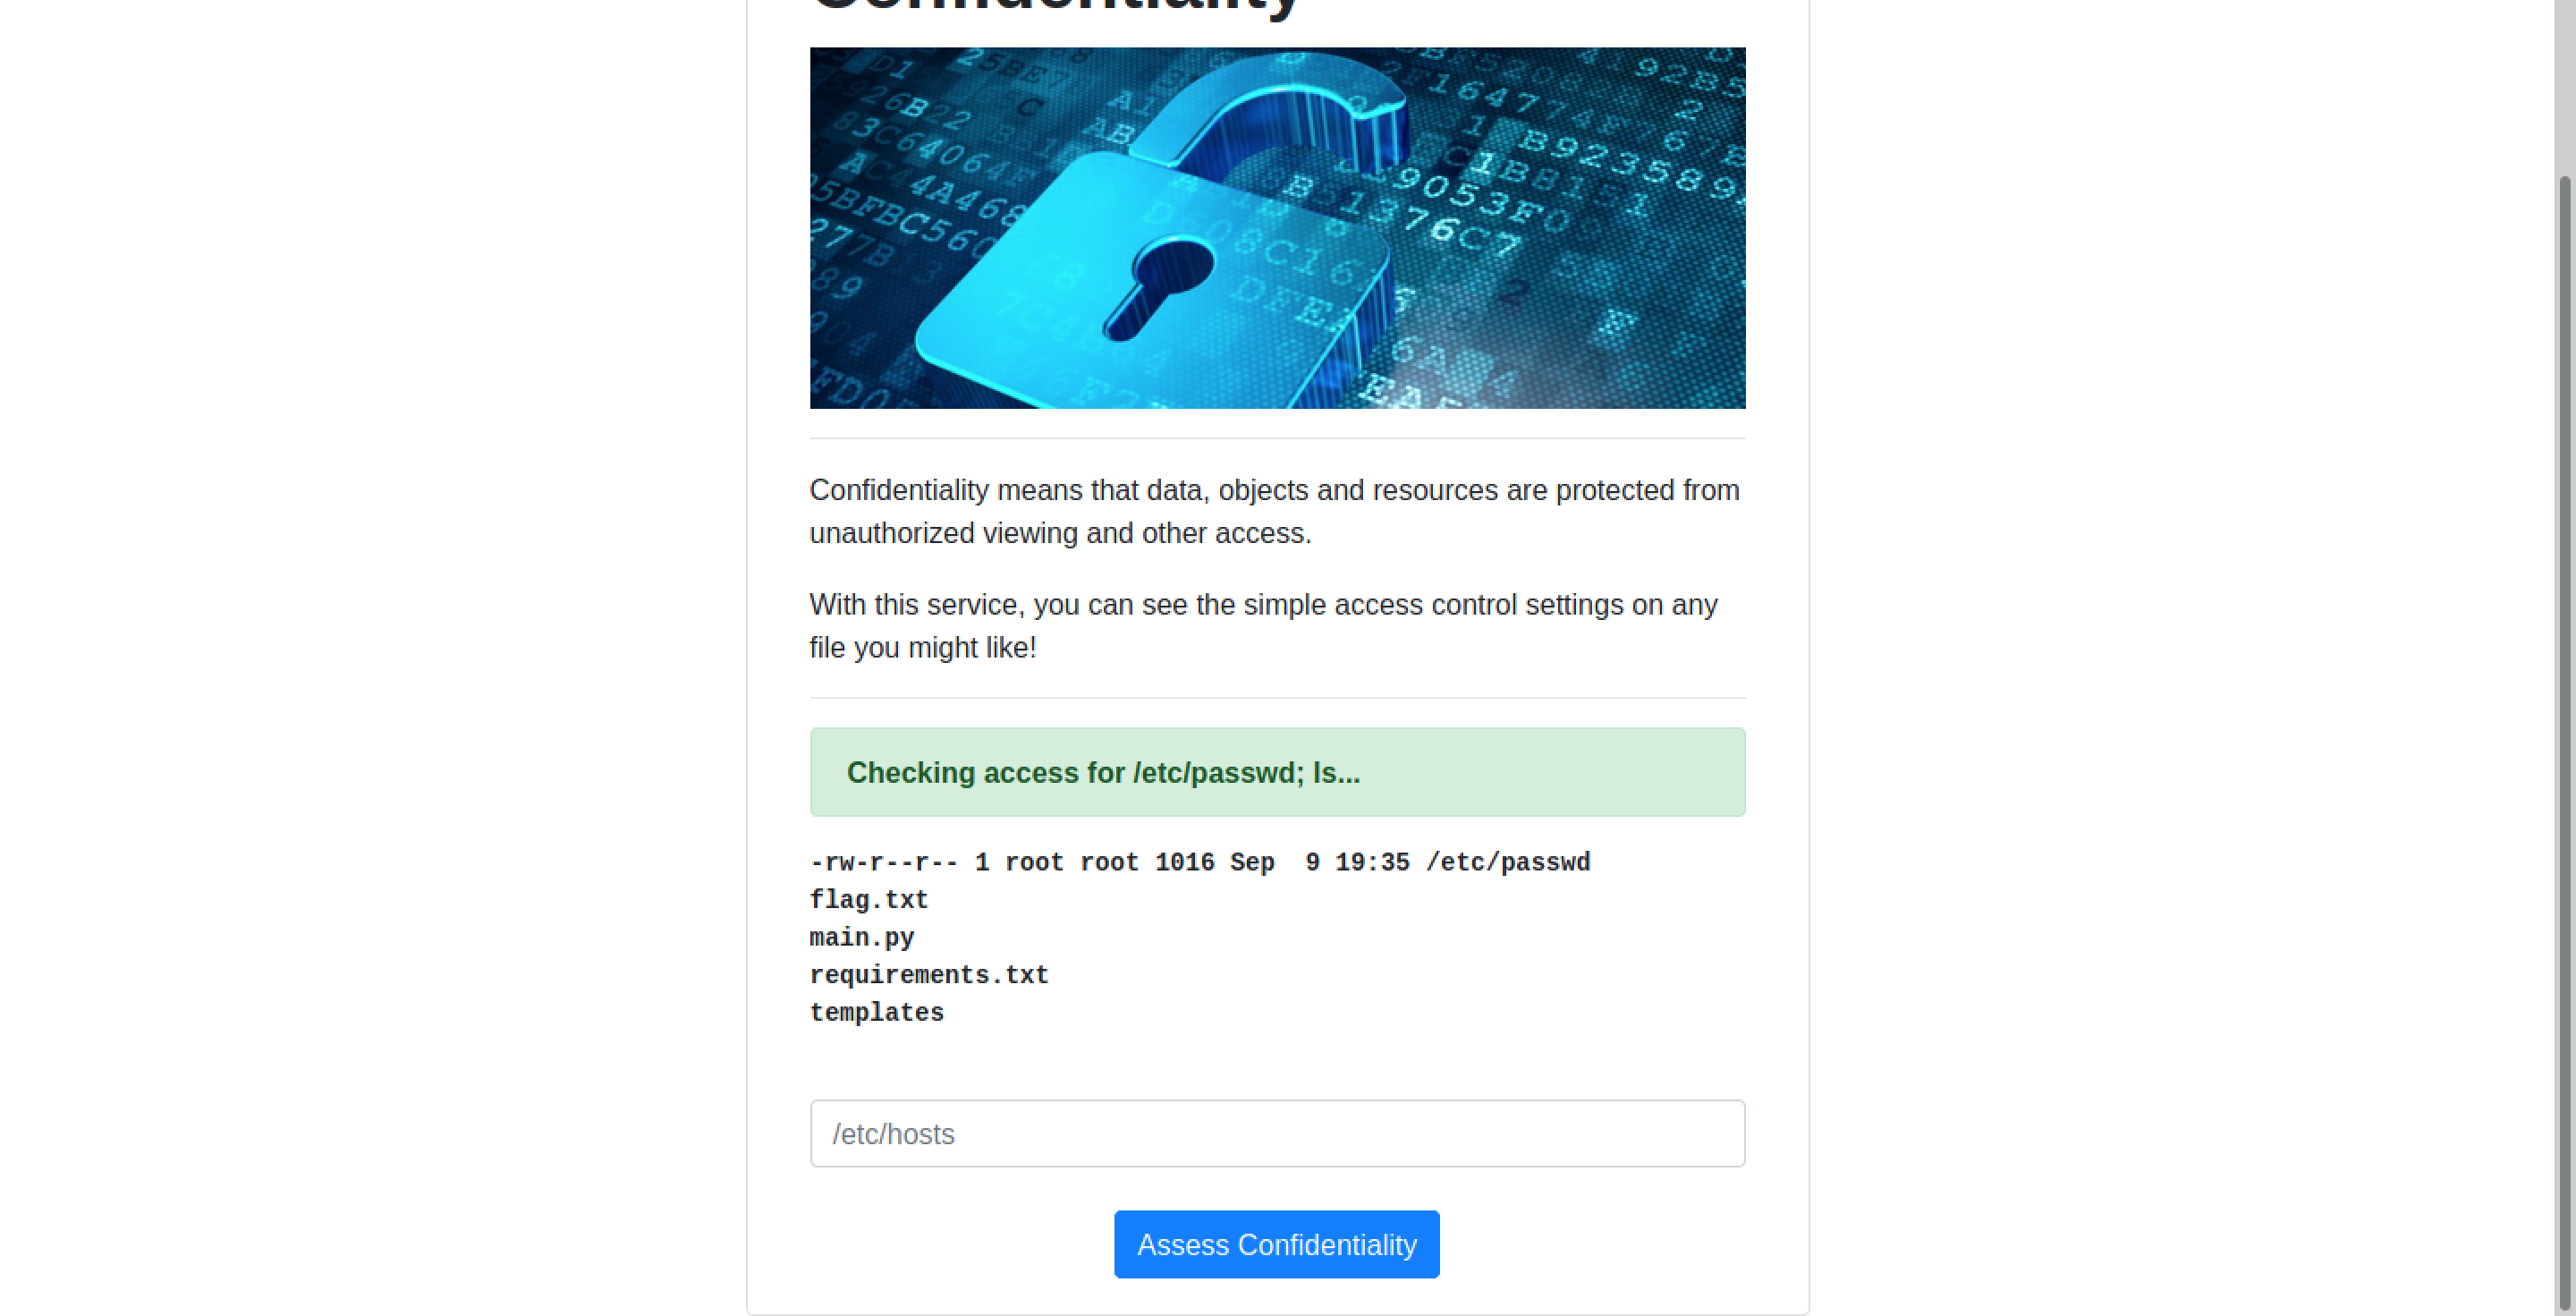 Confidentiality
Confidentiality means that data, objects and resources are protected from
unauthorized viewing and other access.
With this service, you can see the simple access control settings on any
file you might like!
Checking access for /etc/passwd; ls...
-rw-r--r-- 1 root root 1016 Sep  9 19:35 /etc/passwd
flag.txt
main.py
requirements.txt
templates
/etc/hosts
Assess Confidentiality